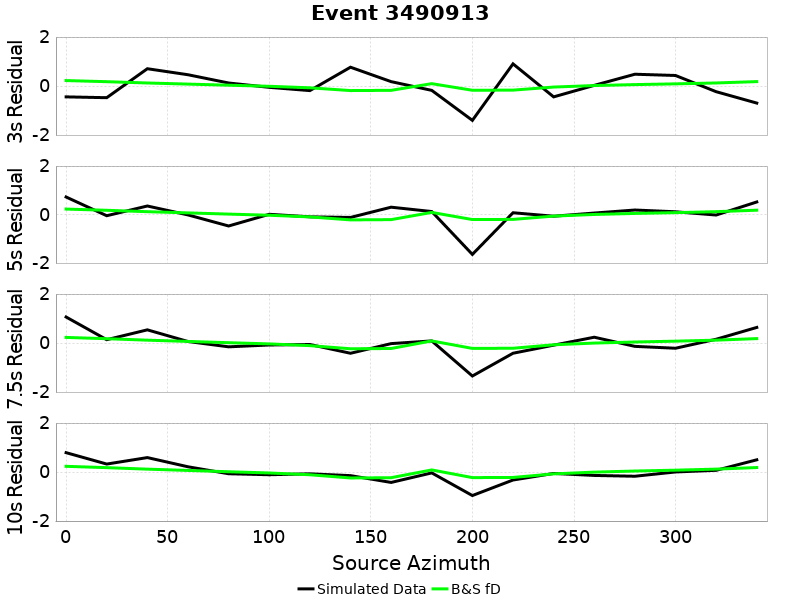 Event 3490913
3s Residual
2
0
-2
5s Residual
2
0
-2
7.5s Residual
2
0
-2
10s Residual
2
0
-2
0 50 100 150 200 250 300
Source Azimuth
Simulated Data B&S fD